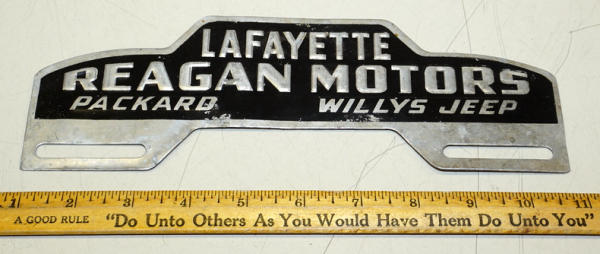 LAFAYETTE
REAGAN MOTORS
PACKARD WILLYS JEEP
1 2 3 4 5 6 7 8 9 10 11
A GOOD RULE "Do Unto Others As You Would Have Them Do Unto You"